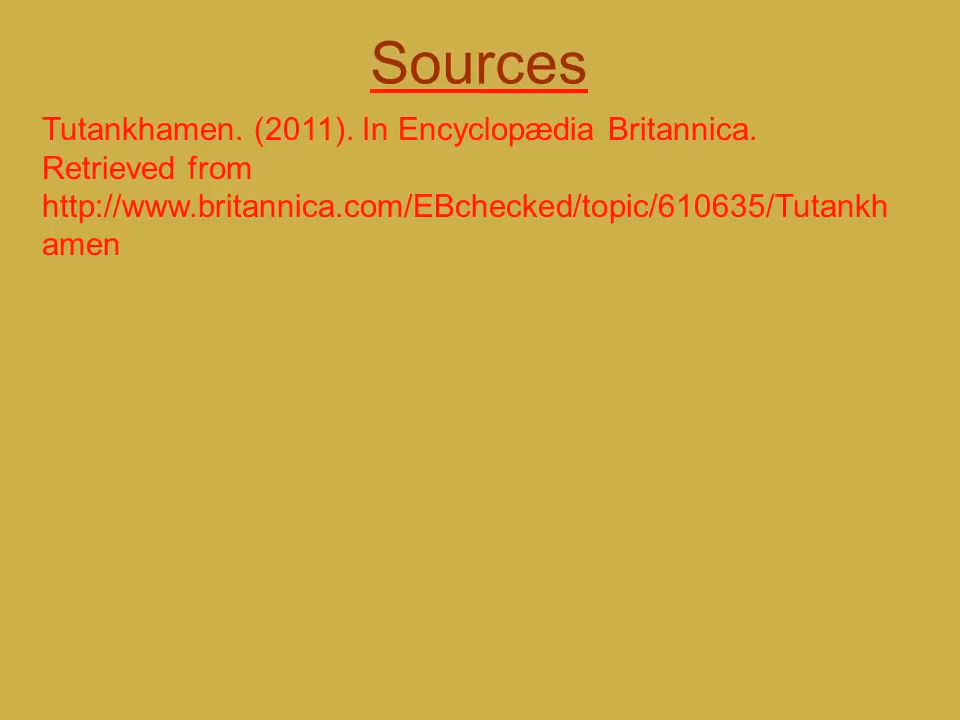 Sources
Tutankhamen. (2011). In Encyclopædia Britannica.
Retrieved from
http://www.britannica.com/EBchecked/topic/610635/Tutankh
amen